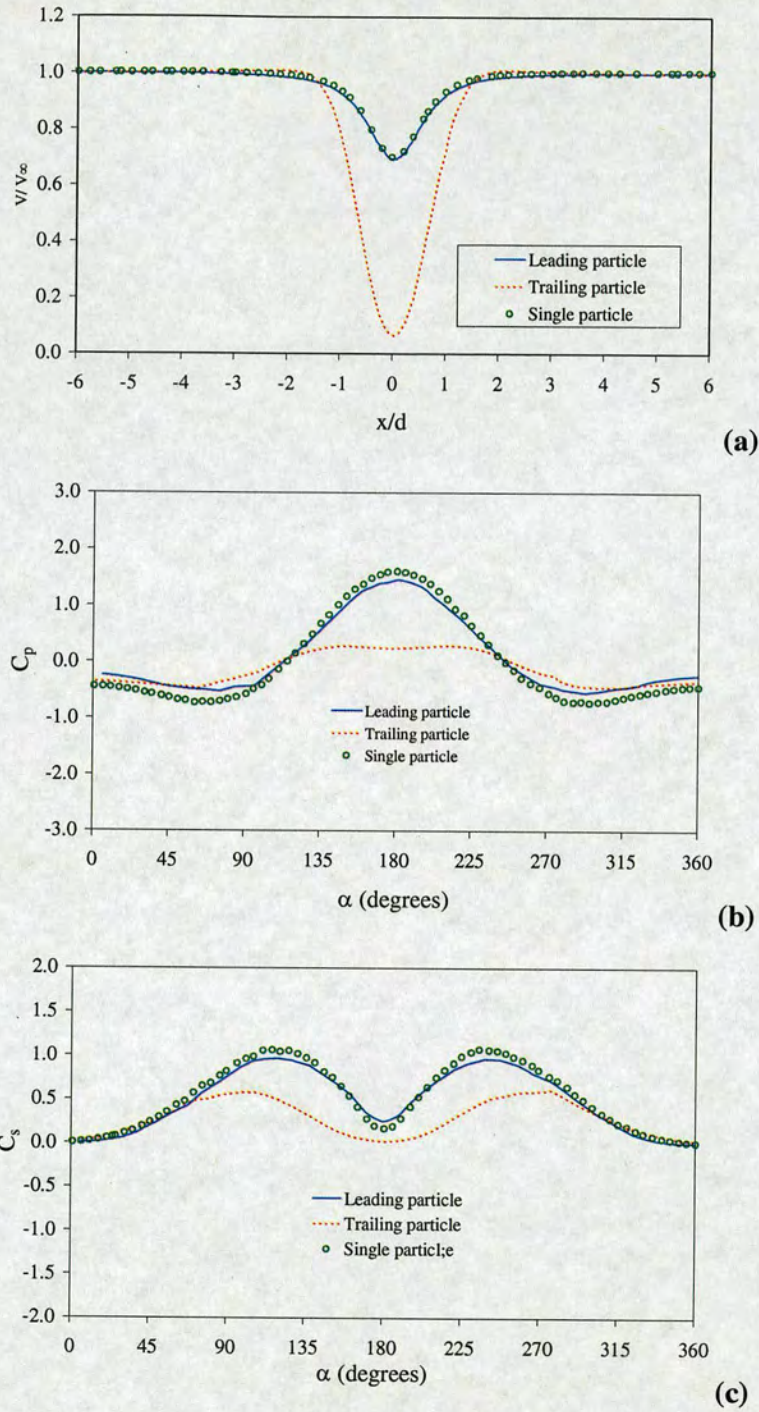 1.2
1.0
0.8
0.6
0.4
0.2
0.0
v/v∞
Leading particle
Trailing particle
Single particle
-6 -5 -4 -3 -2 -1 0 1 2 3 4 5 6
x/d
(a)
3.0
2.0
1.0
0.0
-1.0
-2.0
-3.0
Cp
Leading particle
Trailing particle
Single particle
0 45 90 135 180 225 270 315 360
α (degrees)
(b)
2.0
1.5
1.0
0.5
0.0
-0.5
-1.0
-1.5
-2.0
Cs
Leading particle
Trailing particle
Single particl;e
0 45 90 135 180 225 270 315 360
α (degrees)
(c)